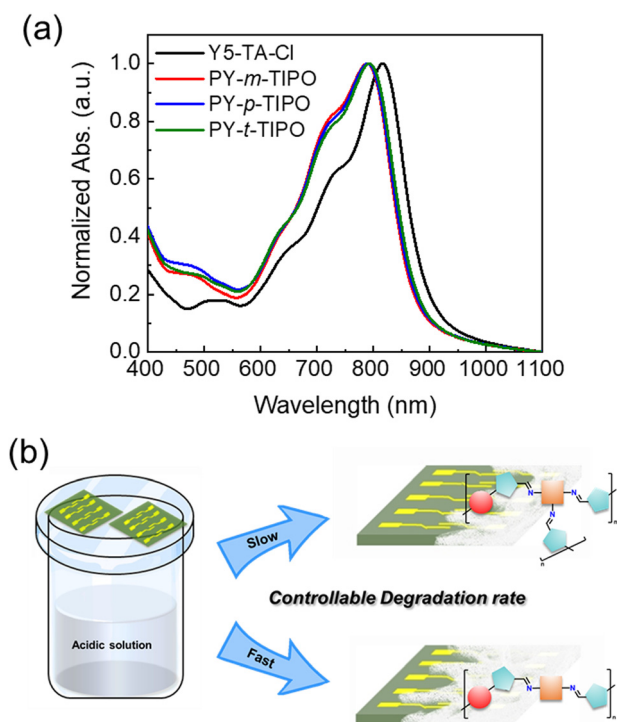 (a)
Y5-TA-Cl
PY-m-TIPO
PY-p-TIPO
PY-t-TIPO
Normalized Abs. (a.u.)
1.0
0.8
0.6
0.4
0.2
0.0
400 500 600 700 800 900 1000 1100
Wavelength (nm)
(b)
Acidic solution
Slow
Controllable Degradation rate
Fast
N
N
N
n
n
N
N
n